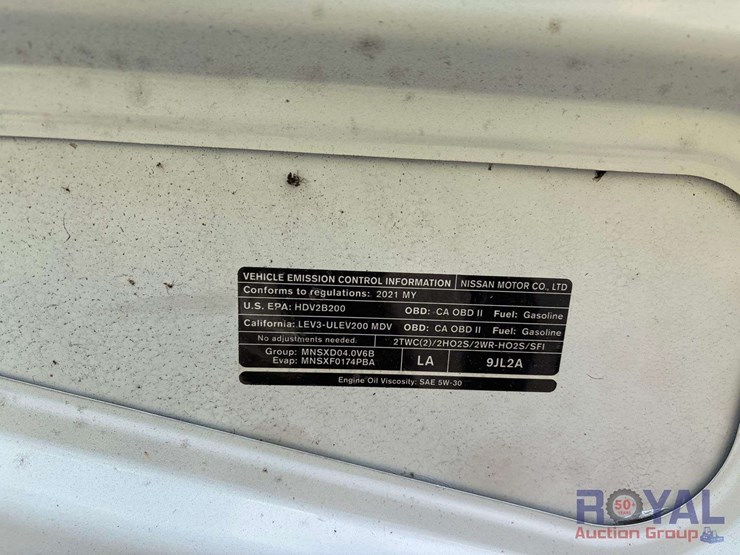 VEHICLE EMISSION CONTROL INFORMATION NISSAN MOTOR CO., LTD
Conforms to regulations: 2021 MY
U.S. EPA: HDV2B200 OBD: CA OBD II Fuel: Gasoline
California: LEV3-ULEV200 MDV OBD: CA OBD II Fuel: Gasoline
No adjustments needed. 2TWC(2)/2HO2S/2WR-HO2S/SFI
Group: MNSXD04.0V6B
Evap: MNSXF0174PBA LA 9JL2A
Engine Oil Viscosity: SAE 5W-30
ROYAL
50+
Auction Group